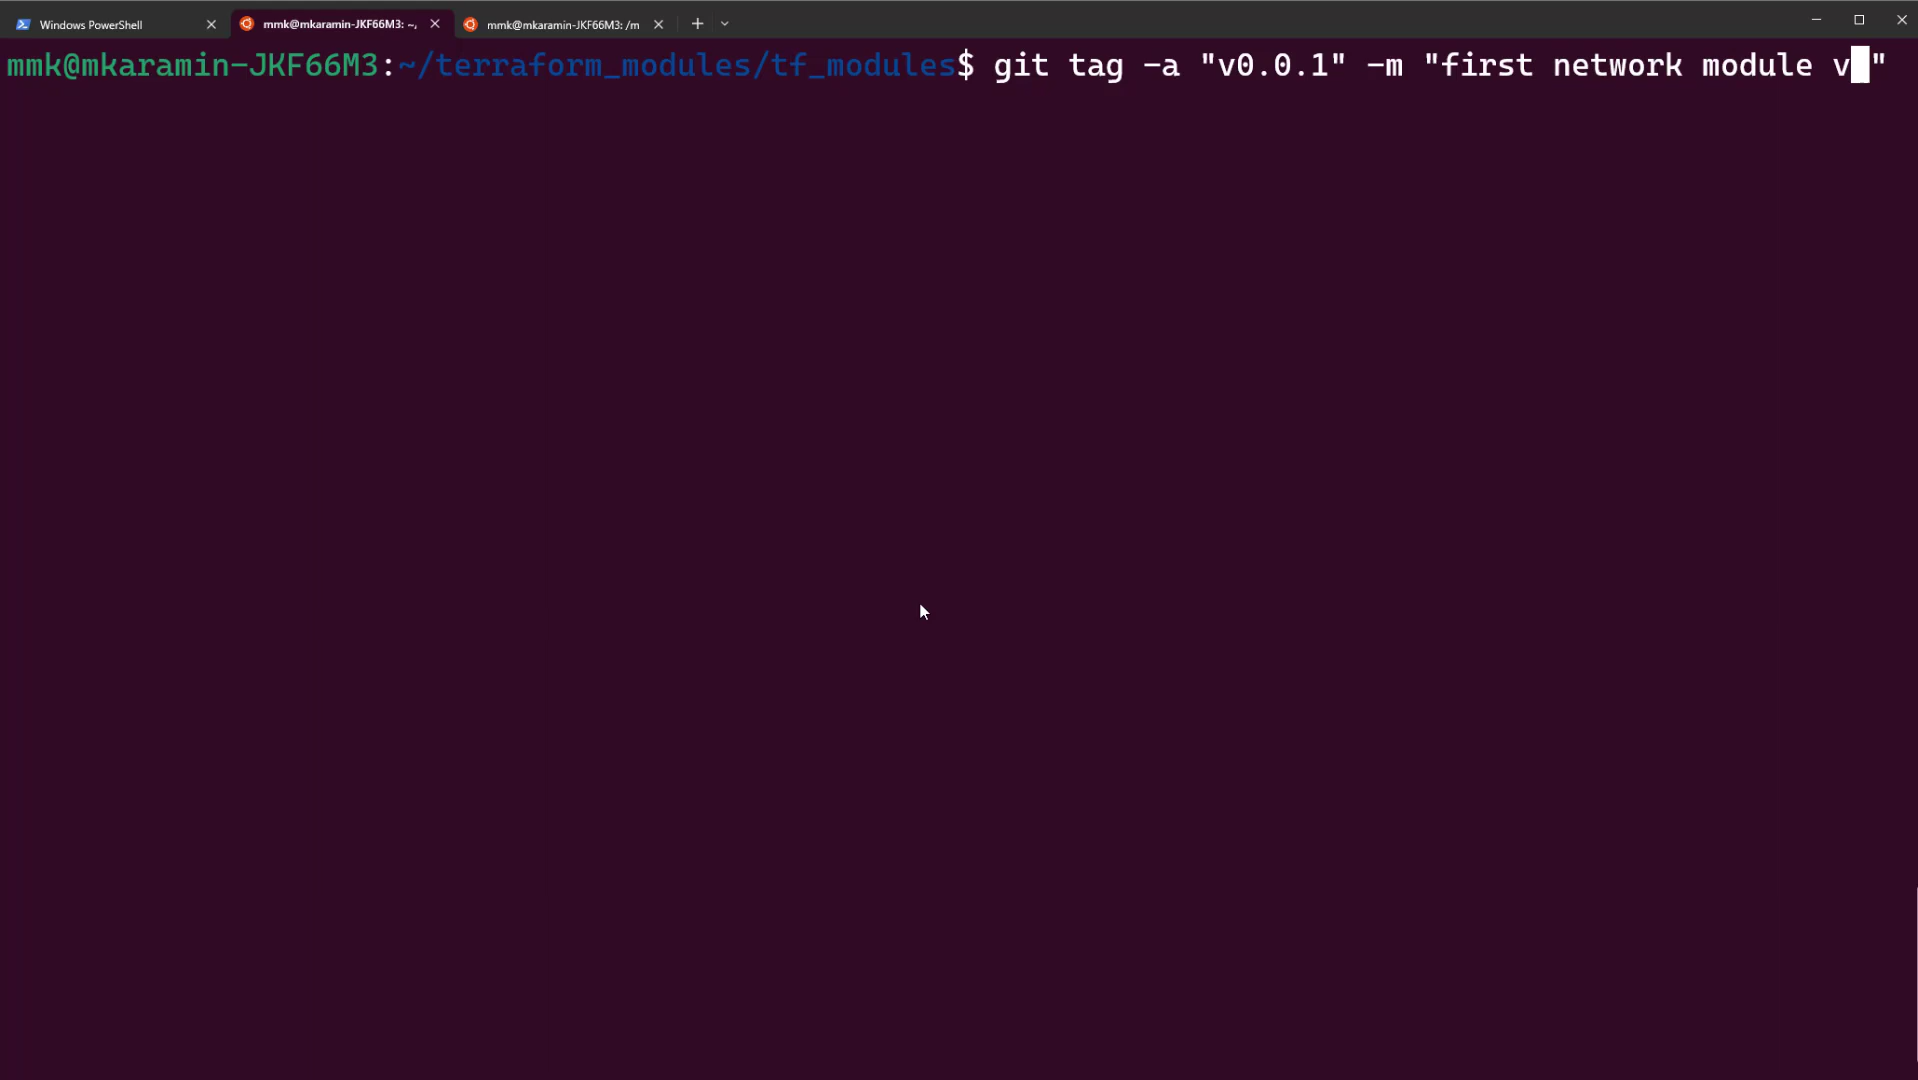 Windows PowerShell
mmk@mkaramin-JKF66M3: ~,
mmk@mkaramin-JKF66M3: /m
mmk@mkaramin-JKF66M3:~/terraform_modules/tf_modules$ git tag -a "v0.0.1" -m "first network module v "